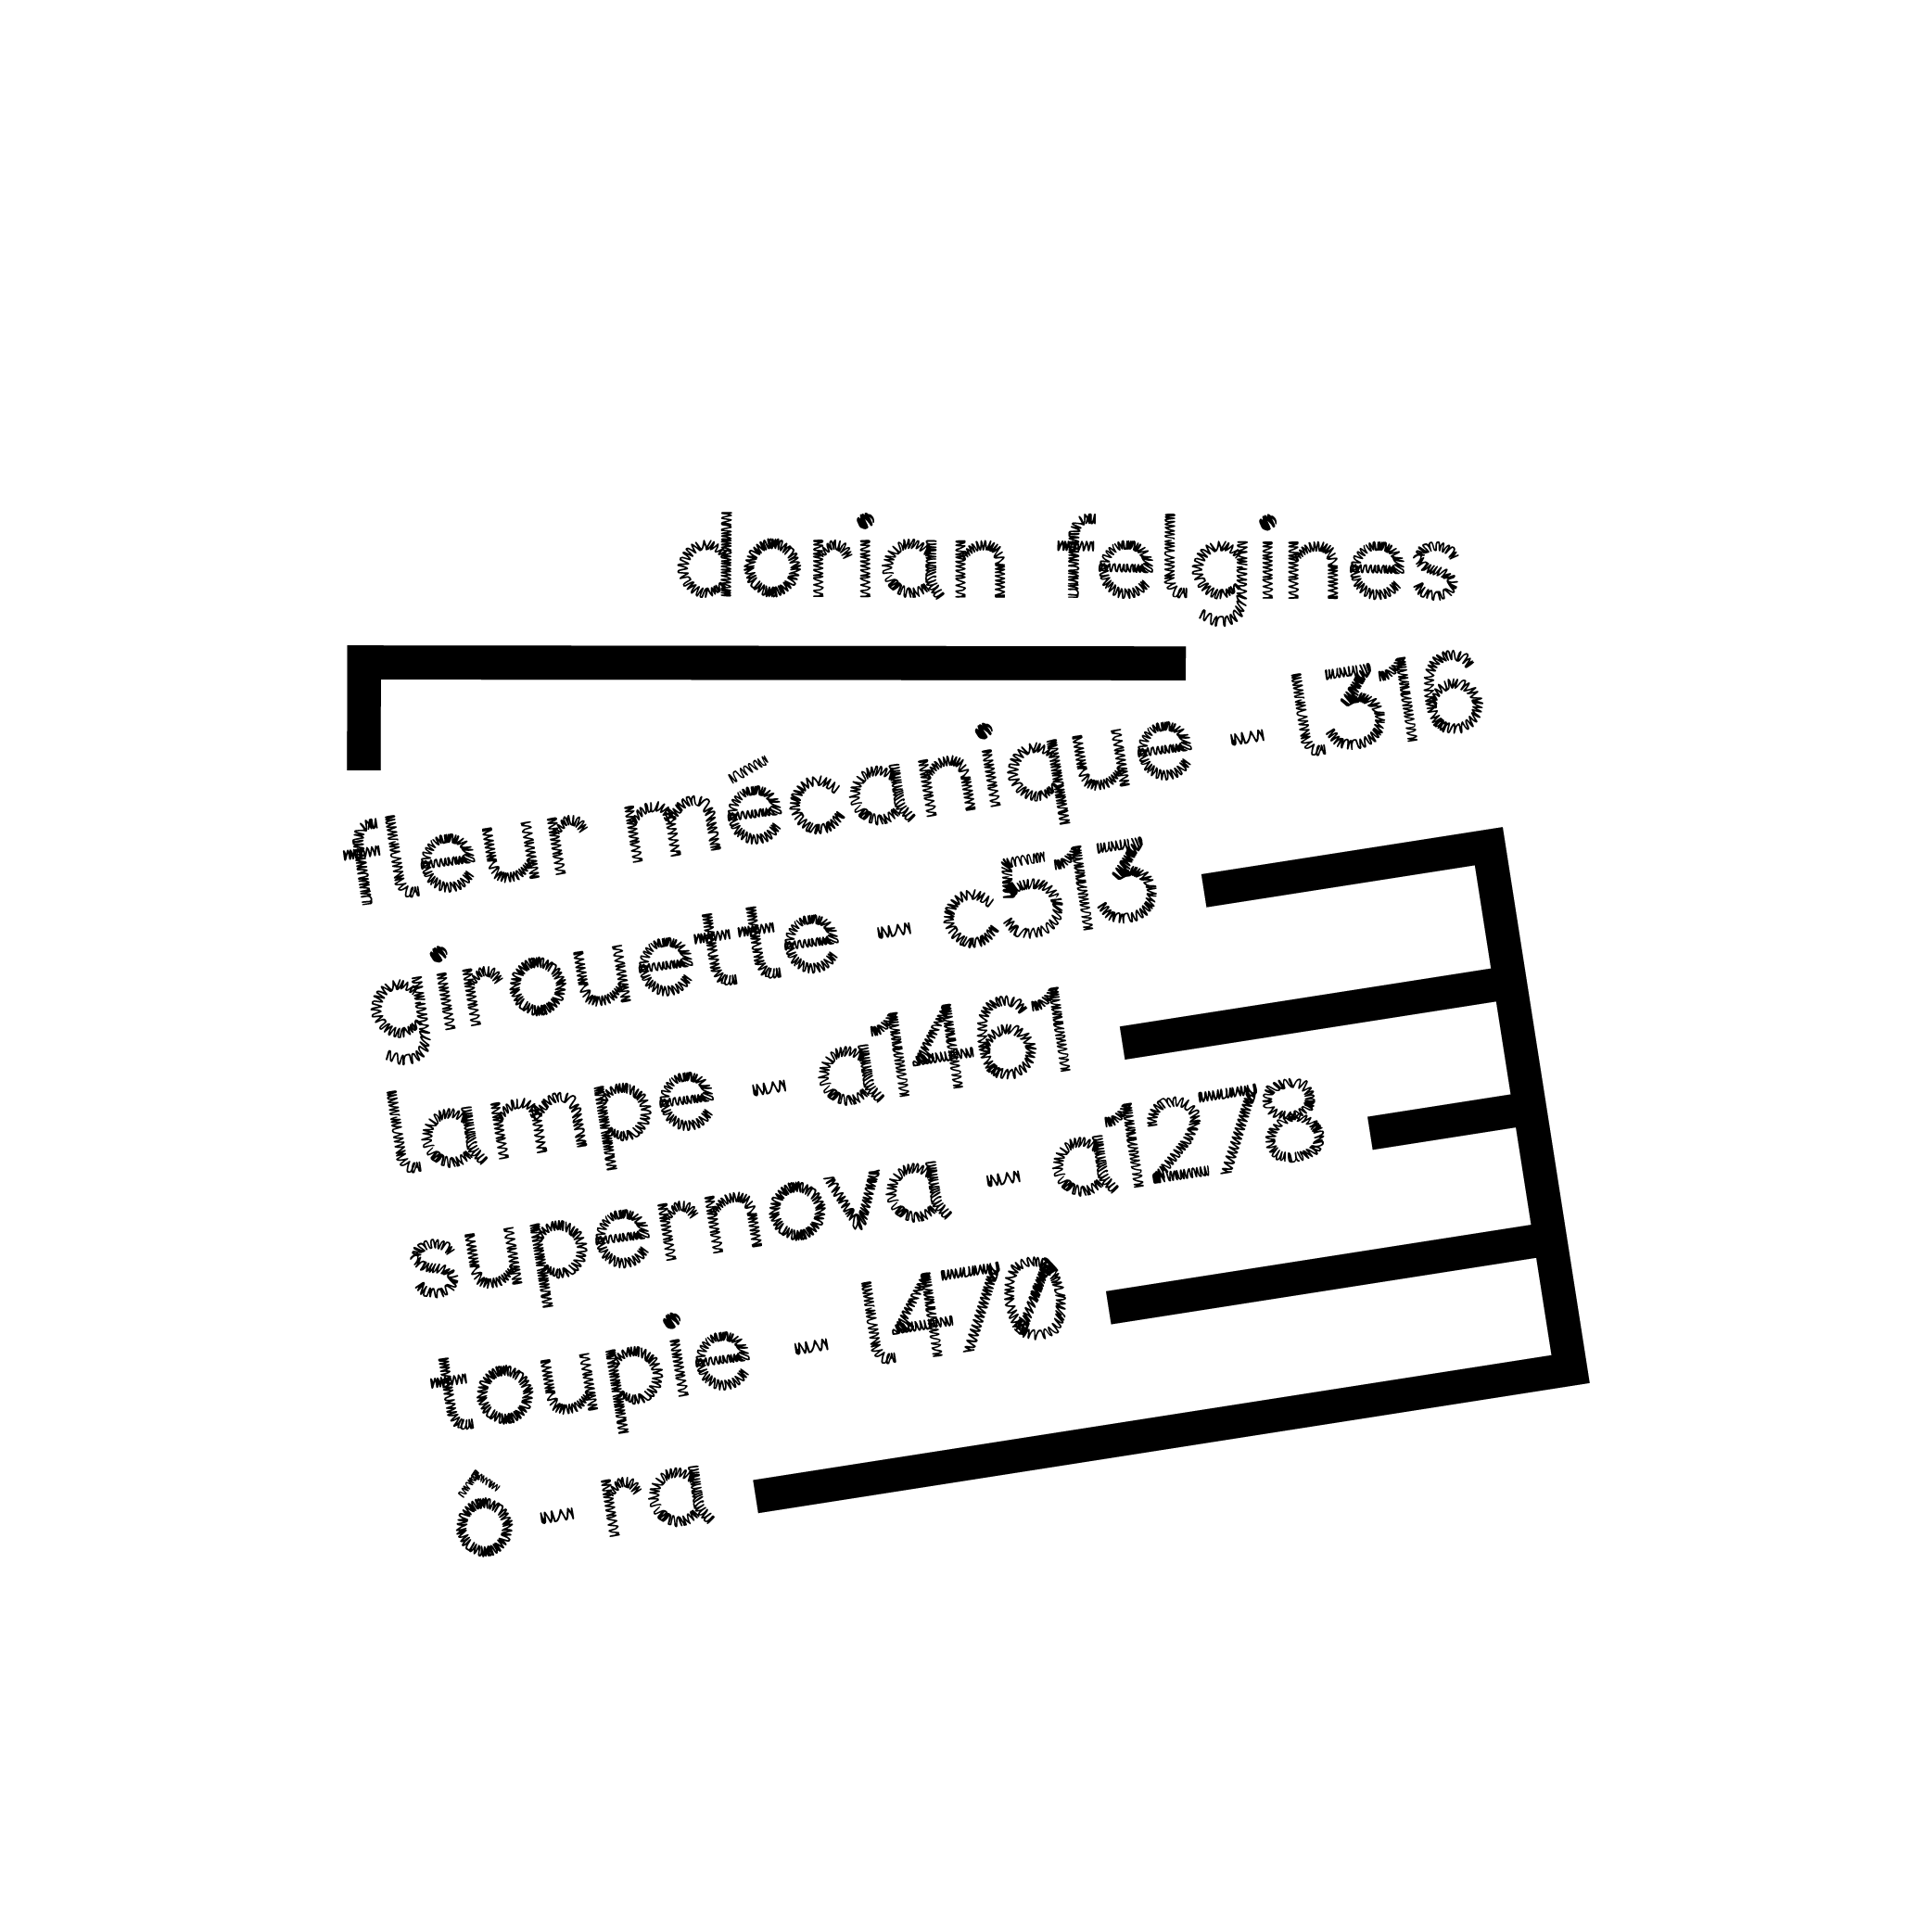 dorian felgines
fleur mécanique - l316
girouette - c513
lampe - a1461
supernova - a1278
toupie - l470
ô - ra